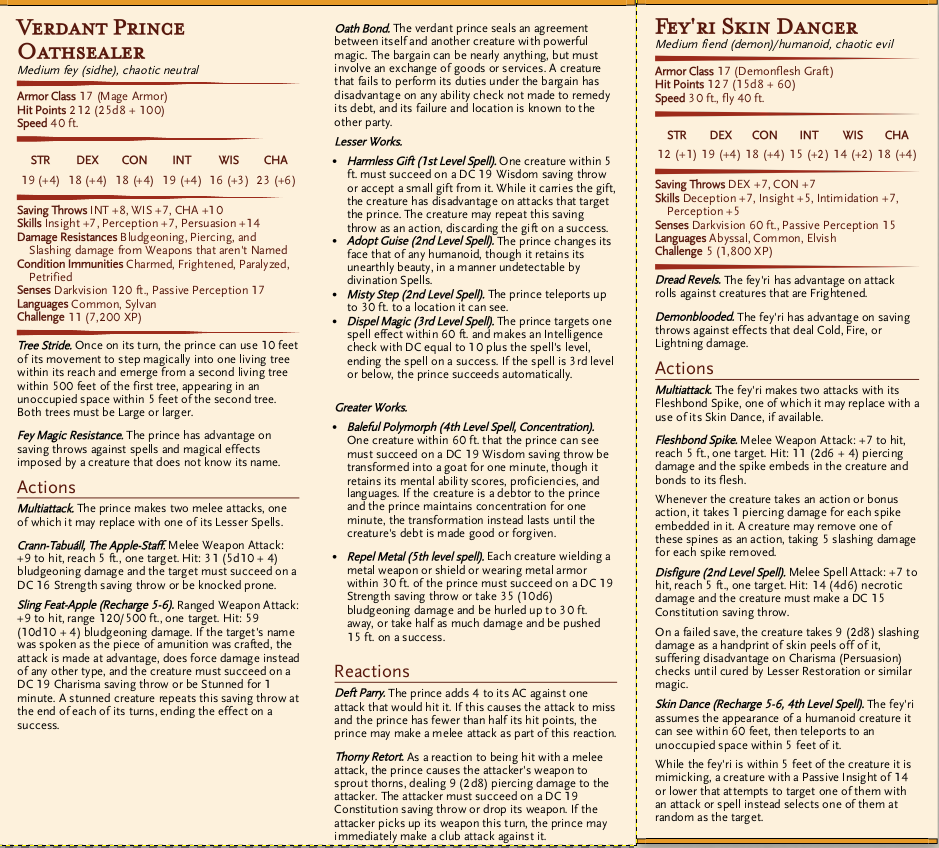 Verdant Prince
Oathsealer
Medium fey (sidhe), chaotic neutral
Armor Class 17 (Mage Armor)
Hit Points 212 (25d8 + 100)
Speed 40 ft.
STR DEX CON INT WIS CHA
19 (+4) 18 (+4) 18 (+4) 19 (+4) 16 (+3) 23 (+6)
Saving Throws INT +8, WIS +7, CHA +10
Skills Insight +7, Perception +7, Persuasion +14
Damage Resistances Bludgeoning, Piercing, and
Slashing damage from Weapons that aren't Named
Condition Immunities Charmed, Frightened, Paralyzed,
Petrified
Senses Darkvision 120 ft., Passive Perception 17
Languages Common, Sylvan
Challenge 11 (7,200 XP)
Tree Stride. Once on its turn, the prince can use 10 feet
of its movement to step magically into one living tree
within its reach and emerge from a second living tree
within 500 feet of the first tree, appearing in an
unoccupied space within 5 feet of the second tree.
Both trees must be Large or larger.
Fey Magic Resistance. The prince has advantage on
saving throws against spells and magical effects
imposed by a creature that does not know its name.
Actions
Multiattack. The prince makes two melee attacks, one
of which it may replace with one of its Lesser Spells.
Crann-Tabuáll, The Apple-Staff. Melee Weapon Attack:
+9 to hit, reach 5 ft., one target. Hit: 31 (5d10 + 4)
bludgeoning damage and the target must succeed on a
DC 16 Strength saving throw or be knocked prone.
Sling Feat-Apple (Recharge 5-6). Ranged Weapon Attack:
+9 to hit, range 120/500 ft., one target. Hit: 59
(10d10 + 4) bludgeoning damage. If the target's name
was spoken as the piece of amunition was crafted, the
attack is made at advantage, does force damage instead
of any other type, and the creature must succeed on a
DC 19 Charisma saving throw or be Stunned for 1
minute. A stunned creature repeats this saving throw at
the end of each of its turns, ending the effect on a
success.
Oath Bond. The verdant prince seals an agreement
between itself and another creature with powerful
magic. The bargain can be nearly anything, but must
involve an exchange of goods or services. A creature
that fails to perform its duties under the bargain has
disadvantage on any ability check not made to remedy
its debt, and its failure and location is known to the
other party.
Lesser Works.
• Harmless Gift (1st Level Spell). One creature within 5
ft. must succeed on a DC 19 Wisdom saving throw
or accept a small gift from it. While it carries the gift,
the creature has disadvantage on attacks that target
the prince. The creature may repeat this saving
throw as an action, discarding the gift on a success.
• Adopt Guise (2nd Level Spell). The prince changes its
face that of any humanoid, though it retains its
unearthly beauty, in a manner undetectable by
divination Spells.
• Misty Step (2nd Level Spell). The prince teleports up
to 30 ft. to a location it can see.
• Dispel Magic (3rd Level Spell). The prince targets one
spell effect within 60 ft. and makes an Intelligence
check with DC equal to 10 plus the spell's level,
ending the spell on a success. If the spell is 3rd level
or below, the prince succeeds automatically.
Greater Works.
• Baleful Polymorph (4th Level Spell, Concentration).
One creature within 60 ft. that the prince can see
must succeed on a DC 19 Wisdom saving throw be
transformed into a goat for one minute, though it
retains its mental ability scores, proficiencies, and
languages. If the creature is a debtor to the prince
and the prince maintains concentration for one
minute, the transformation instead lasts until the
creature's debt is made good or forgiven.
• Repel Metal (5th level spell). Each creature wielding a
metal weapon or shield or wearing metal armor
within 30 ft. of the prince must succeed on a DC 19
Strength saving throw or take 35 (10d6)
bludgeoning damage and be hurled up to 30 ft.
away, or take half as much damage and be pushed
15 ft. on a success.
Reactions
Deft Parry. The prince adds 4 to its AC against one
attack that would hit it. If this causes the attack to miss
and the prince has fewer than half its hit points, the
prince may make a melee attack as part of this reaction.
Thorny Retort. As a reaction to being hit with a melee
attack, the prince causes the attacker's weapon to
sprout thorns, dealing 9 (2d8) piercing damage to the
attacker. The attacker must succeed on a DC 19
Constitution saving throw or drop its weapon. If the
attacker picks up its weapon this turn, the prince may
immediately make a club attack against it.
Fey'ri Skin Dancer
Medium fiend (demon)/humanoid, chaotic evil
Armor Class 17 (Demonflesh Graft)
Hit Points 127 (15d8 + 60)
Speed 30 ft., fly 40 ft.
STR DEX CON INT WIS CHA
12 (+1) 19 (+4) 18 (+4) 15 (+2) 14 (+2) 18 (+4)
Saving Throws DEX +7, CON +7
Skills Deception +7, Insight +5, Intimidation +7,
Perception +5
Senses Darkvision 60 ft., Passive Perception 15
Languages Abyssal, Common, Elvish
Challenge 5 (1,800 XP)
Dread Revels. The fey'ri has advantage on attack
rolls against creatures that are Frightened.
Demonblooded. The fey'ri has advantage on saving
throws against effects that deal Cold, Fire, or
Lightning damage.
Actions
Multiattack. The fey'ri makes two attacks with its
Fleshbond Spike, one of which it may replace with a
use of its Skin Dance, if available.
Fleshbond Spike. Melee Weapon Attack: +7 to hit,
reach 5 ft., one target. Hit: 11 (2d6 + 4) piercing
damage and the spike embeds in the creature and
bonds to its flesh.
Whenever the creature takes an action or bonus
action, it takes 1 piercing damage for each spike
embedded in it. A creature may remove one of
these spines as an action, taking 5 slashing damage
for each spike removed.
Disfigure (2nd Level Spell). Melee Spell Attack: +7 to
hit, reach 5 ft., one target. Hit: 14 (4d6) necrotic
damage and the creature must make a DC 15
Constitution saving throw.
On a failed save, the creature takes 9 (2d8) slashing
damage as a handprint of skin peels off of it,
suffering disadvantage on Charisma (Persuasion)
checks until cured by Lesser Restoration or similar
magic.
Skin Dance (Recharge 5-6, 4th Level Spell). The fey'ri
assumes the appearance of a humanoid creature it
can see within 60 feet, then teleports to an
unoccupied space within 5 feet of it.
While the fey'ri is within 5 feet of the creature it is
mimicking, a creature with a Passive Insight of 14
or lower that attempts to target one of them with
an attack or spell instead selects one of them at
random as the target.